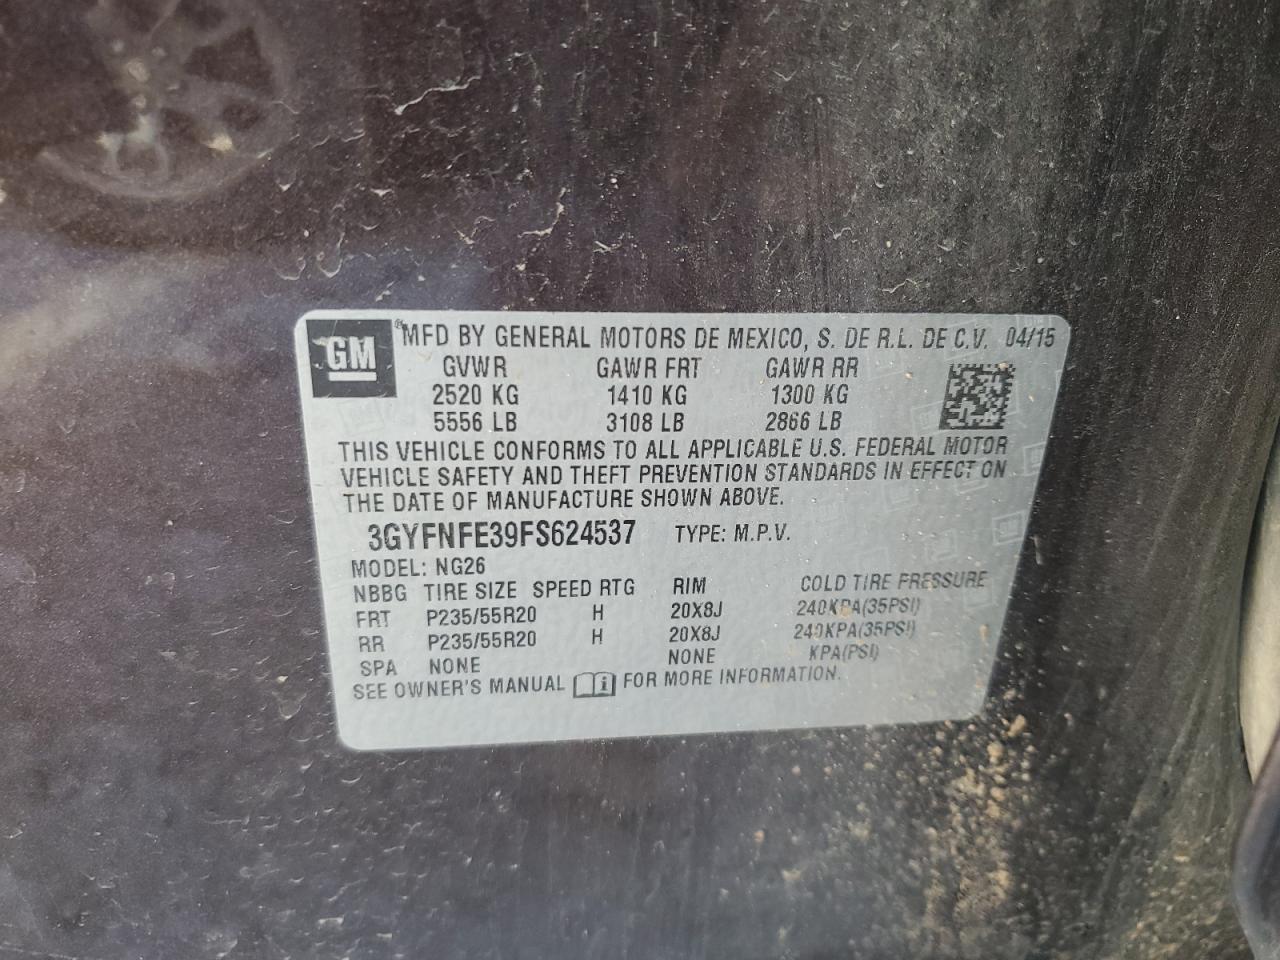 GM ® MFD BY GENERAL MOTORS DE MEXICO, S. DE R.L. DE C.V. 04/15
GVWR GAWR FRT GAWR RR
2520 KG 1410 KG 1300 KG
5556 LB 3108 LB 2866 LB
THIS VEHICLE CONFORMS TO ALL APPLICABLE U.S. FEDERAL MOTOR
VEHICLE SAFETY AND THEFT PREVENTION STANDARDS IN EFFECT ON
THE DATE OF MANUFACTURE SHOWN ABOVE.
3GYFNFE39FS624537 TYPE: M.P.V.
MODEL: NG26
NBBG TIRE SIZE SPEED RTG RIM COLD TIRE PRESSURE
FRT P235/55R20 H 20X8J 240KPA(35PSI)
RR P235/55R20 H 20X8J 240KPA(35PSI)
SPA NONE NONE KPA(PSI)
SEE OWNER'S MANUAL FOR MORE INFORMATION.